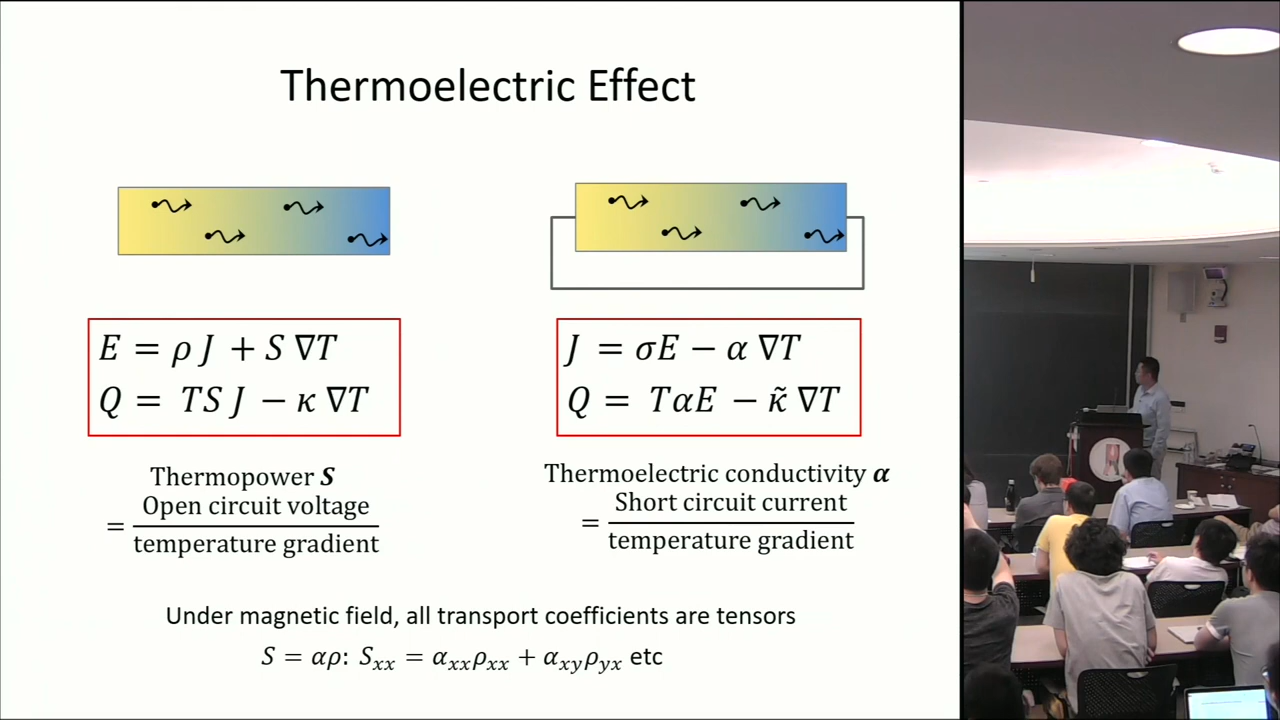 Thermoelectric Effect
E = ρ J + S ∇T
Q = TS J − κ ∇T
J = σE − α ∇T
Q = TαE − κ̃ ∇T
Thermopower S
= Open circuit voltage / temperature gradient
Thermoelectric conductivity α
= Short circuit current / temperature gradient
Under magnetic field, all transport coefficients are tensors
S = αρ: Sₓₓ = αₓₓρₓₓ + αₓᵧρᵧₓ etc